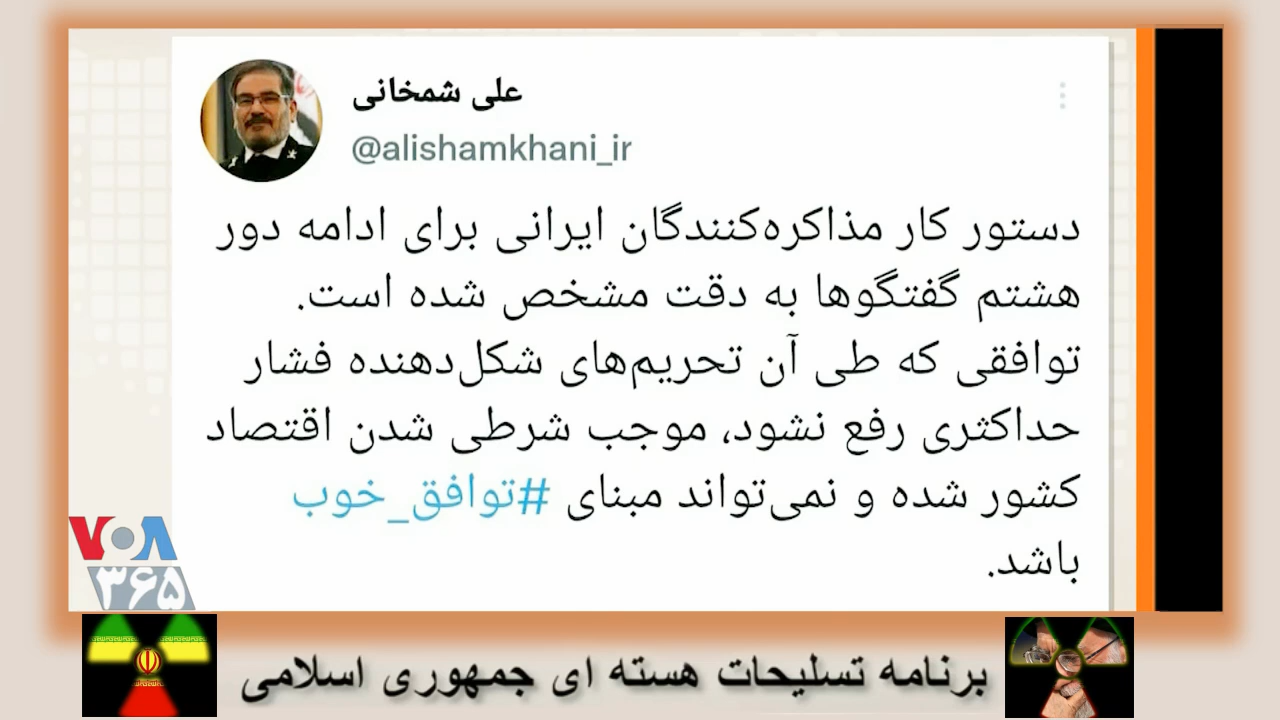 علی شمخانی
@alishamkhani_ir
دستور کار مذاکره‌کنندگان ایرانی برای ادامه دور
هشتم گفتگوها به دقت مشخص شده است.
توافقی که طی آن تحریم‌های شکل‌دهنده فشار
حداکثری رفع نشود، موجب شرطی شدن اقتصاد
کشور شده و نمی‌تواند مبنای #توافق_خوب
باشد.
VOA
۳۶۵
برنامه تسلیحات هسته ای جمهوری اسلامی